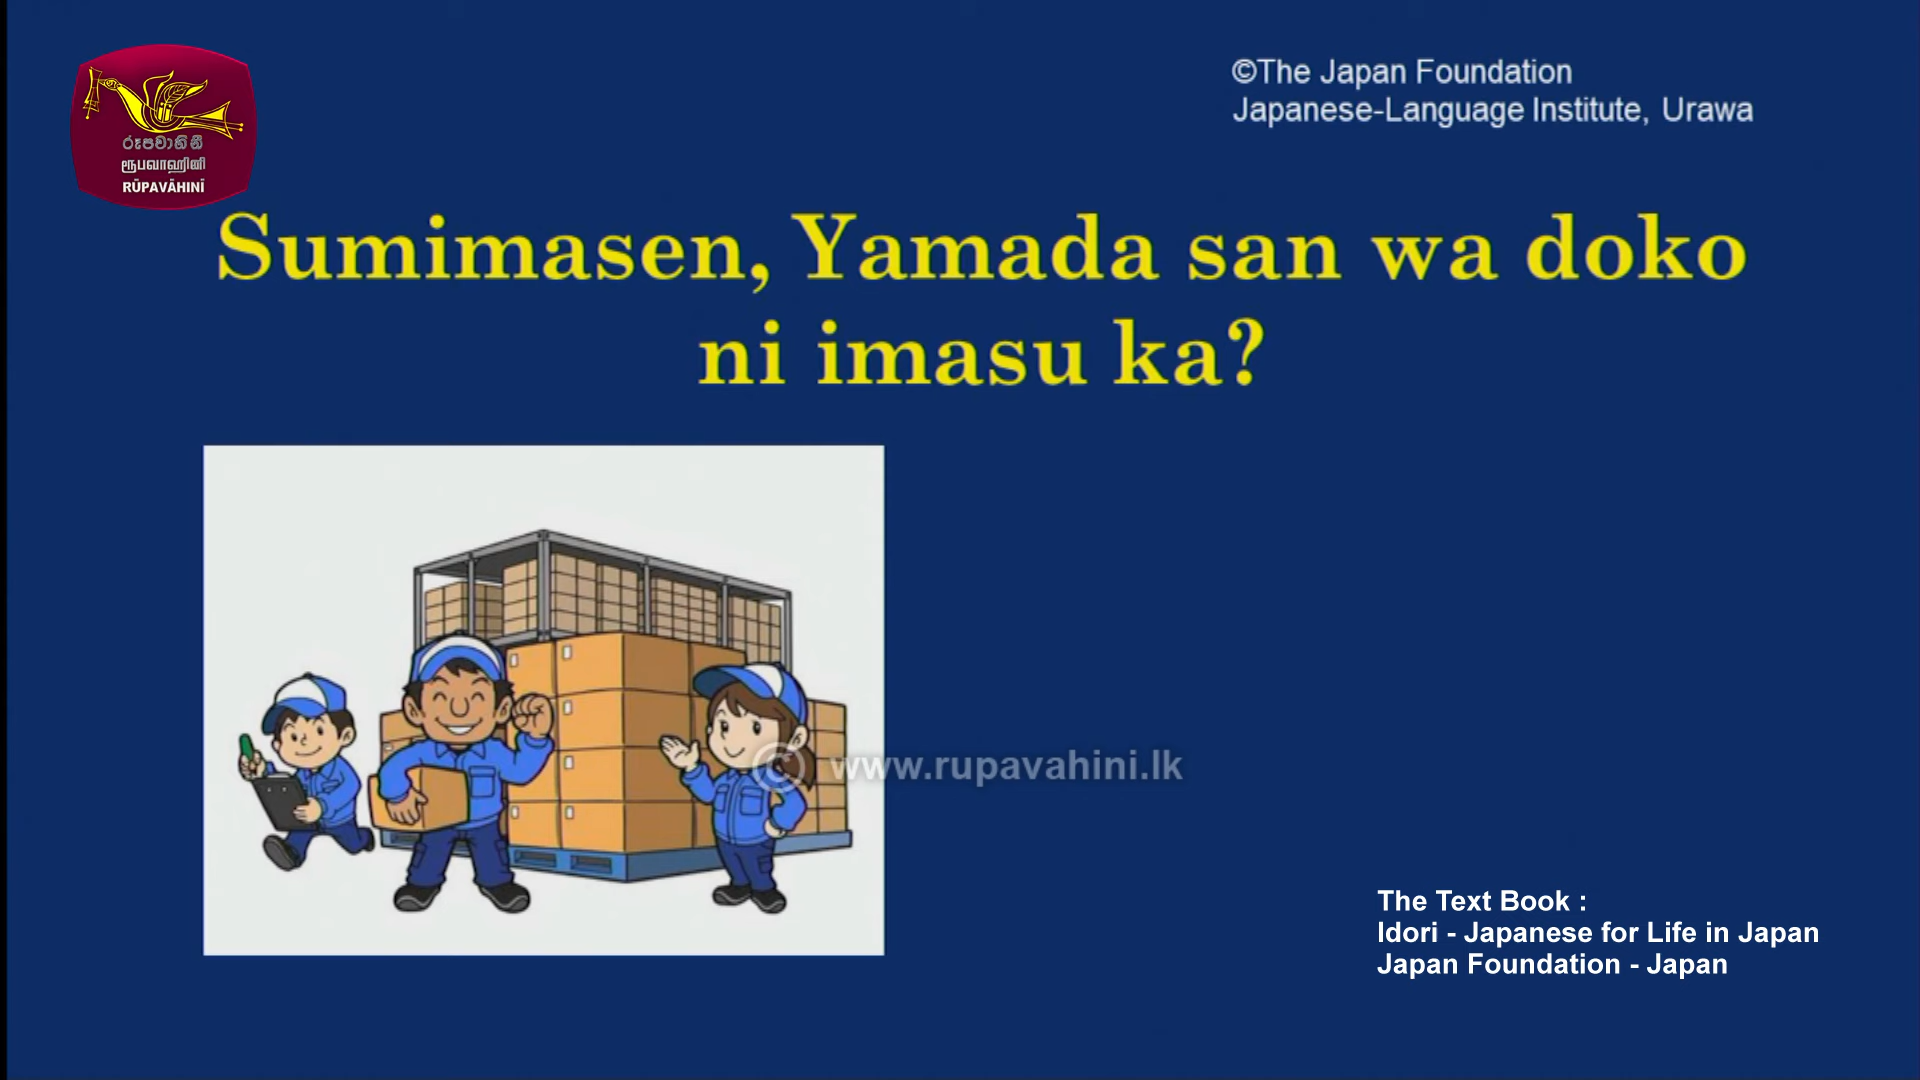 රූපවාහිනී
ரூபவாஹினி
RŪPAVĀHINĪ
©The Japan Foundation
Japanese-Language Institute, Urawa
Sumimasen, Yamada san wa doko
ni imasu ka?
© www.rupavahini.lk
The Text Book :
Idori - Japanese for Life in Japan
Japan Foundation - Japan